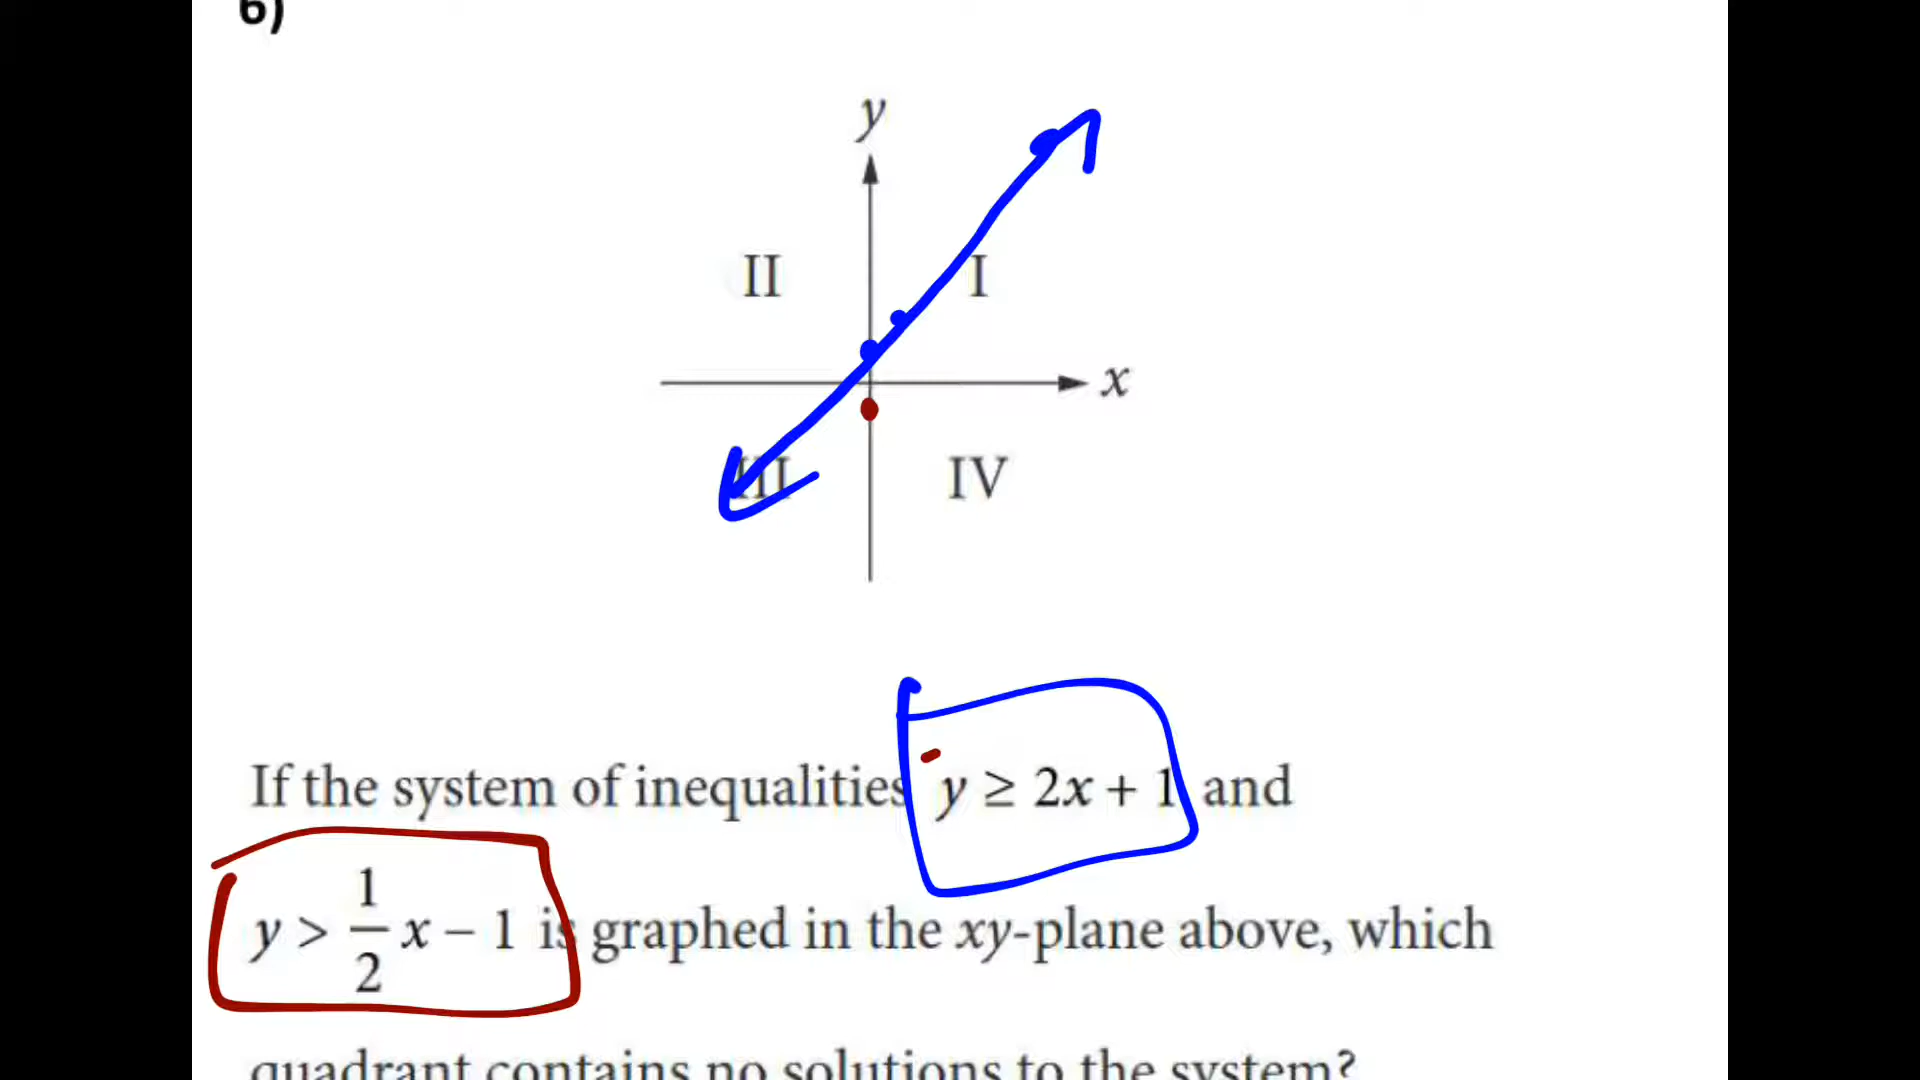 6)
y
II
I
x
III
IV
If the system of inequalities y ≥ 2x + 1 and
y > 1/2 x − 1 is graphed in the xy-plane above, which
quadrant contains no solutions to the system?